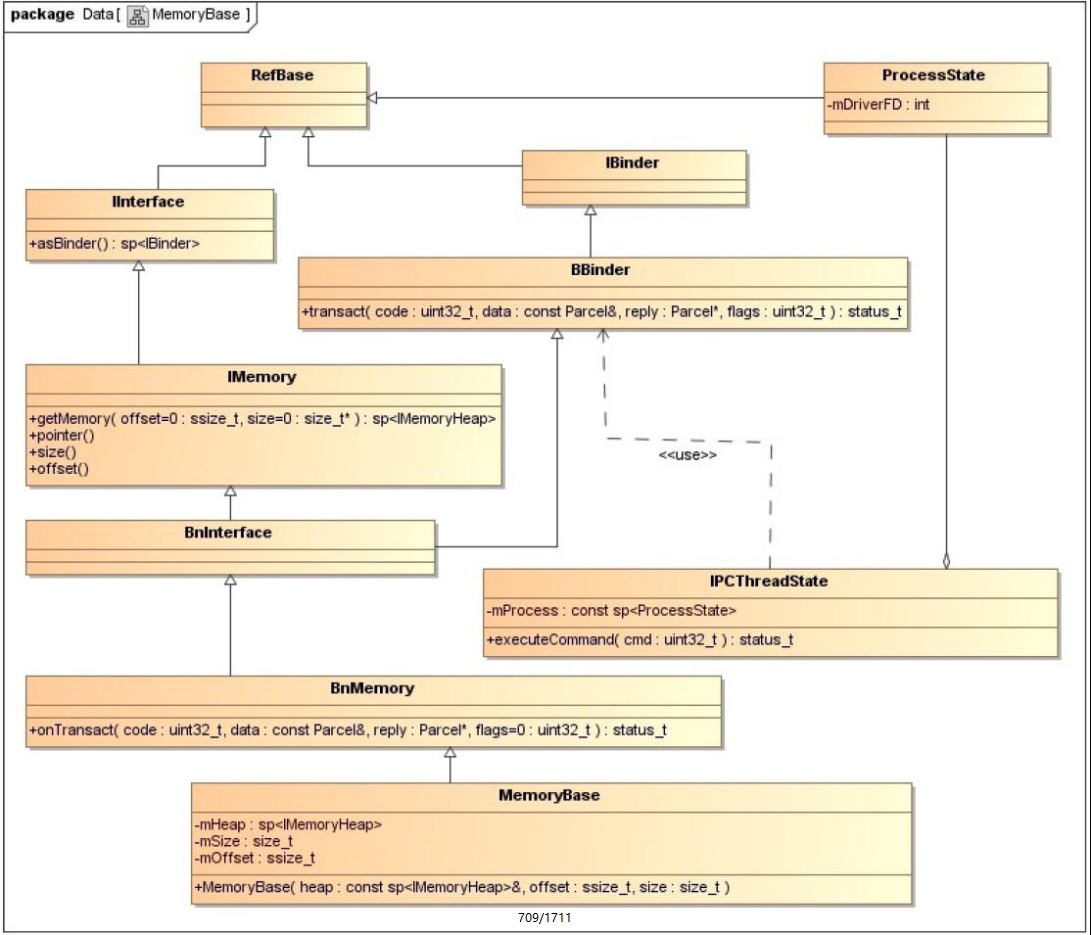 package Data[ MemoryBase ]
RefBase
ProcessState
-mDriverFD : int
IBinder
IInterface
+asBinder() : sp<IBinder>
BBinder
+transact( code : uint32_t, data : const Parcel&, reply : Parcel*, flags : uint32_t ) : status_t
IMemory
+getMemory( offset=0 : ssize_t, size=0 : size_t* ) : sp<IMemoryHeap>
+pointer()
+size()
+offset()
<<use>>
BnInterface
IPCThreadState
-mProcess : const sp<ProcessState>
+executeCommand( cmd : uint32_t ) : status_t
BnMemory
+onTransact( code : uint32_t, data : const Parcel&, reply : Parcel*, flags=0 : uint32_t ) : status_t
MemoryBase
-mHeap : sp<IMemoryHeap>
-mSize : size_t
-mOffset : ssize_t
+MemoryBase( heap : const sp<IMemoryHeap>&, offset : ssize_t, size : size_t )
709/1711